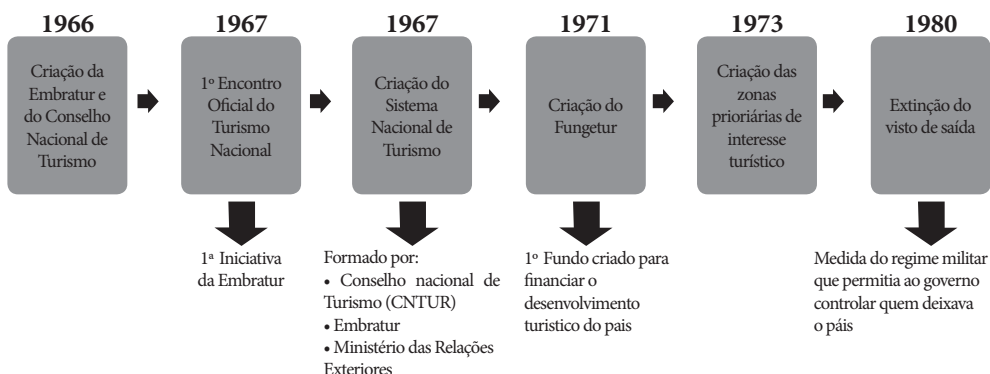 1966
Criação da
Embratur e
do Conselho
Nacional de
Turismo
1967
1º Encontro
Oficial do
Turismo
Nacional
1ª Iniciativa
da Embratur
1967
Criação do
Sistema
Nacional de
Turismo
Formado por:
• Conselho nacional de
Turismo (CNTUR)
• Embratur
• Ministério das Relações
Exteriores
1971
Criação do
Fungetur
1º Fundo criado para
financiar o
desenvolvimento
turistico do pais
1973
Criação das
zonas
prioriárias de
interesse
turístico
1980
Extinção do
visto de saída
Medida do regime militar
que permitia ao governo
controlar quem deixava
o páis